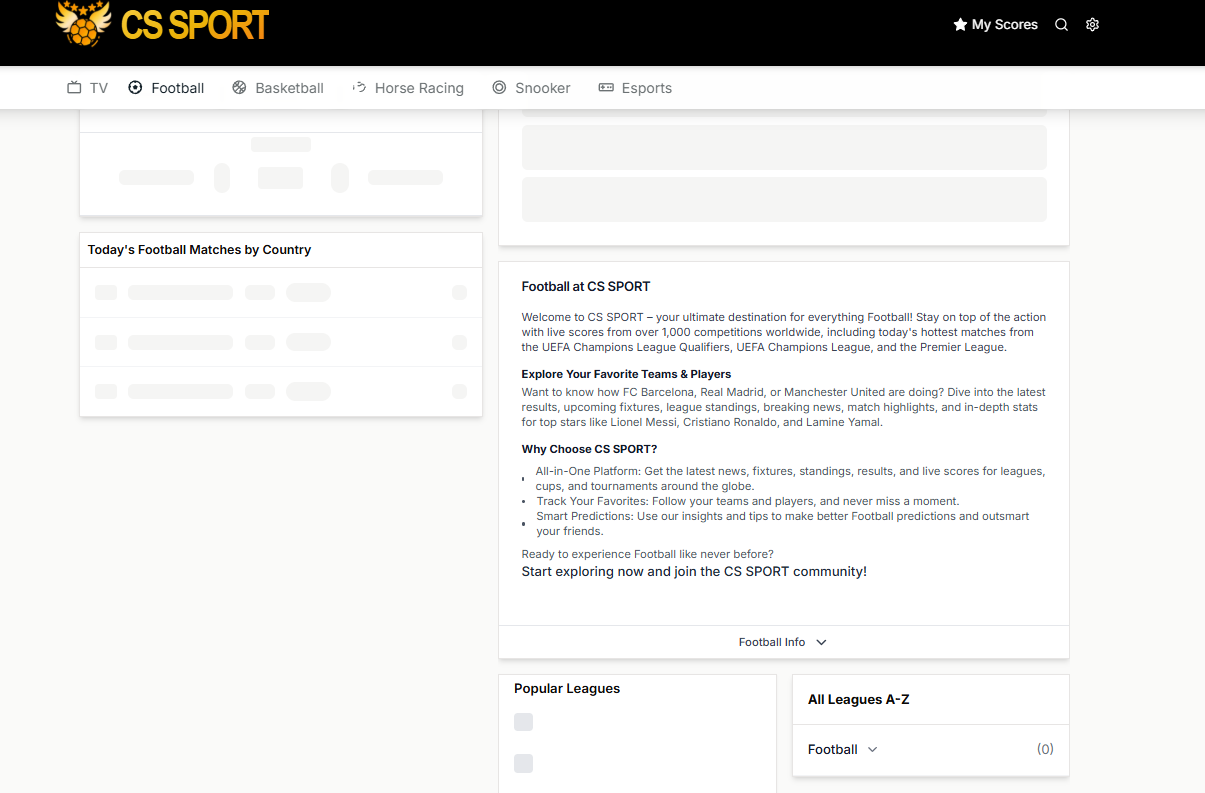 CS SPORT
My Scores
TV
Football
Basketball
Horse Racing
Snooker
Esports
Today's Football Matches by Country
Football at CS SPORT
Welcome to CS SPORT – your ultimate destination for everything Football! Stay on top of the action
with live scores from over 1,000 competitions worldwide, including today's hottest matches from
the UEFA Champions League Qualifiers, UEFA Champions League, and the Premier League.
Explore Your Favorite Teams & Players
Want to know how FC Barcelona, Real Madrid, or Manchester United are doing? Dive into the latest
results, upcoming fixtures, league standings, breaking news, match highlights, and in-depth stats
for top stars like Lionel Messi, Cristiano Ronaldo, and Lamine Yamal.
Why Choose CS SPORT?
• All-in-One Platform: Get the latest news, fixtures, standings, results, and live scores for leagues,
cups, and tournaments around the globe.
• Track Your Favorites: Follow your teams and players, and never miss a moment.
• Smart Predictions: Use our insights and tips to make better Football predictions and outsmart
your friends.
Ready to experience Football like never before?
Start exploring now and join the CS SPORT community!
Football Info
Popular Leagues
All Leagues A-Z
Football
(0)